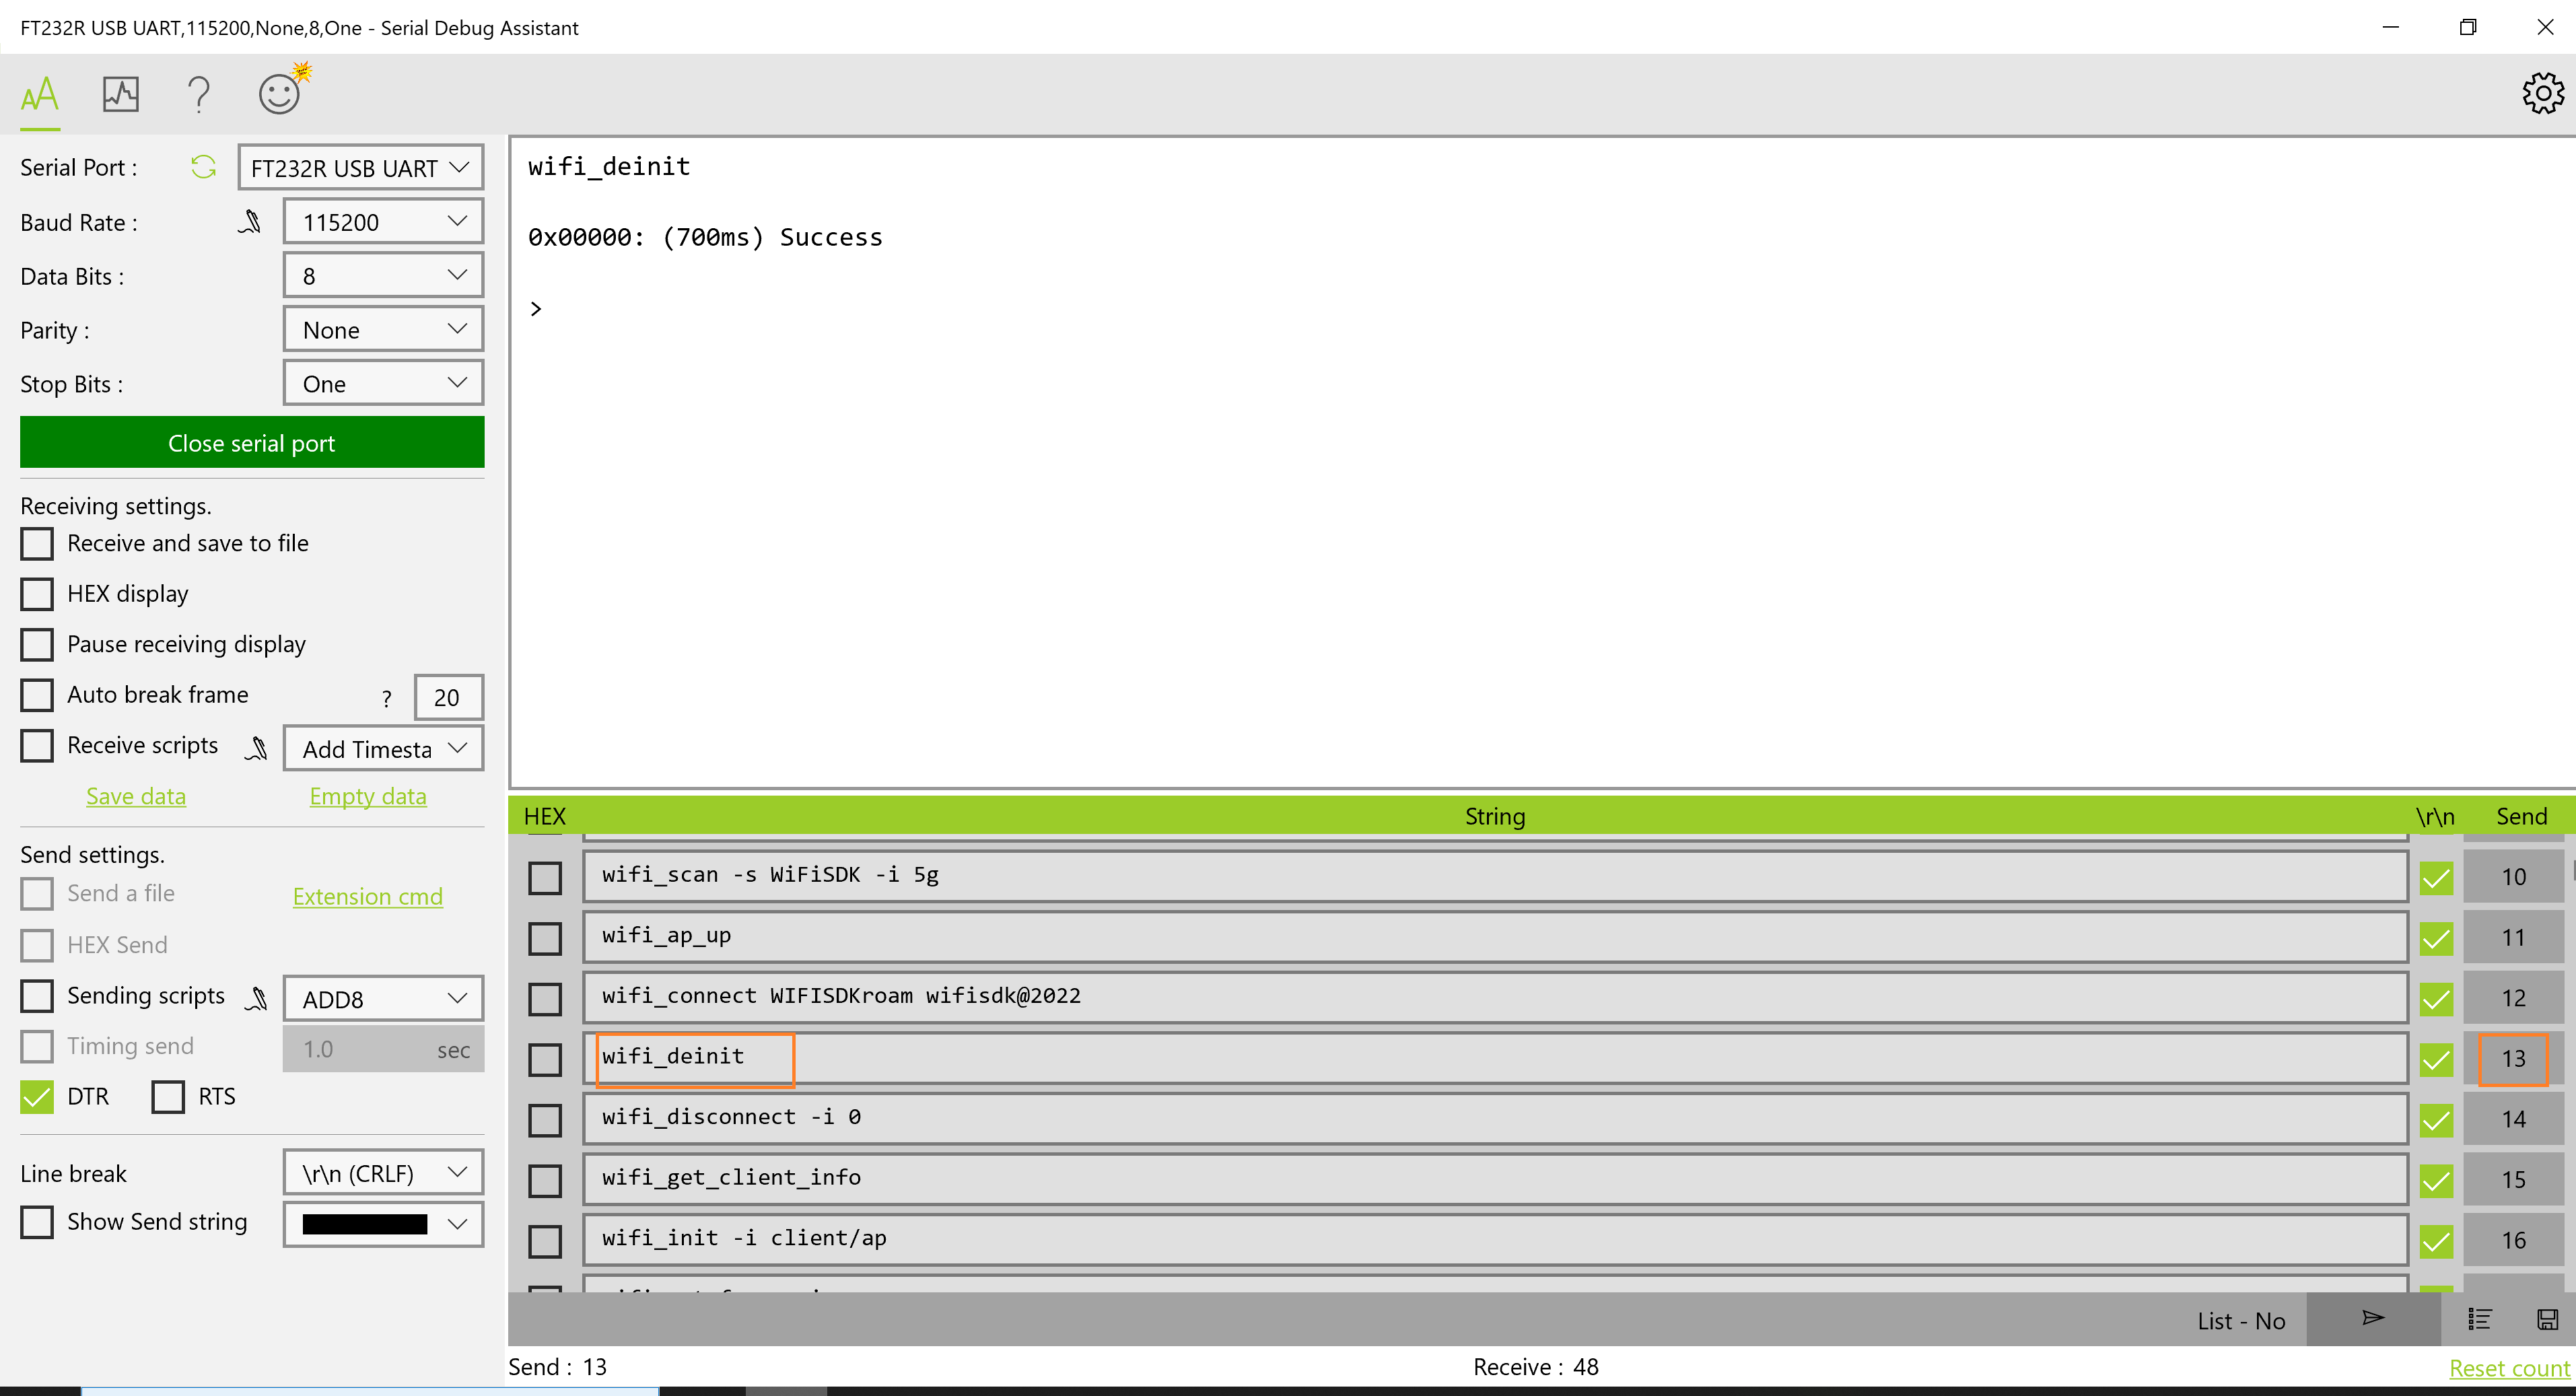 FT232R USB UART,115200,None,8,One - Serial Debug Assistant
Serial Port :
FT232R USB UART
Baud Rate :
115200
Data Bits :
8
Parity :
None
Stop Bits :
One
Close serial port
Receiving settings.
Receive and save to file
HEX display
Pause receiving display
Auto break frame
?
20
Receive scripts
Add Timesta
Save data
Empty data
Send settings.
Send a file
Extension cmd
HEX Send
Sending scripts
ADD8
Timing send
1.0
sec
DTR
RTS
Line break
\r\n (CRLF)
Show Send string
wifi_deinit
0x00000: (700ms) Success
>
HEX String \r\n Send
wifi_scan -s WiFiSDK -i 5g 10
wifi_ap_up 11
wifi_connect WIFISDKroam wifisdk@2022 12
wifi_deinit 13
wifi_disconnect -i 0 14
wifi_get_client_info 15
wifi_init -i client/ap 16
List - No
Send : 13
Receive : 48
Reset count